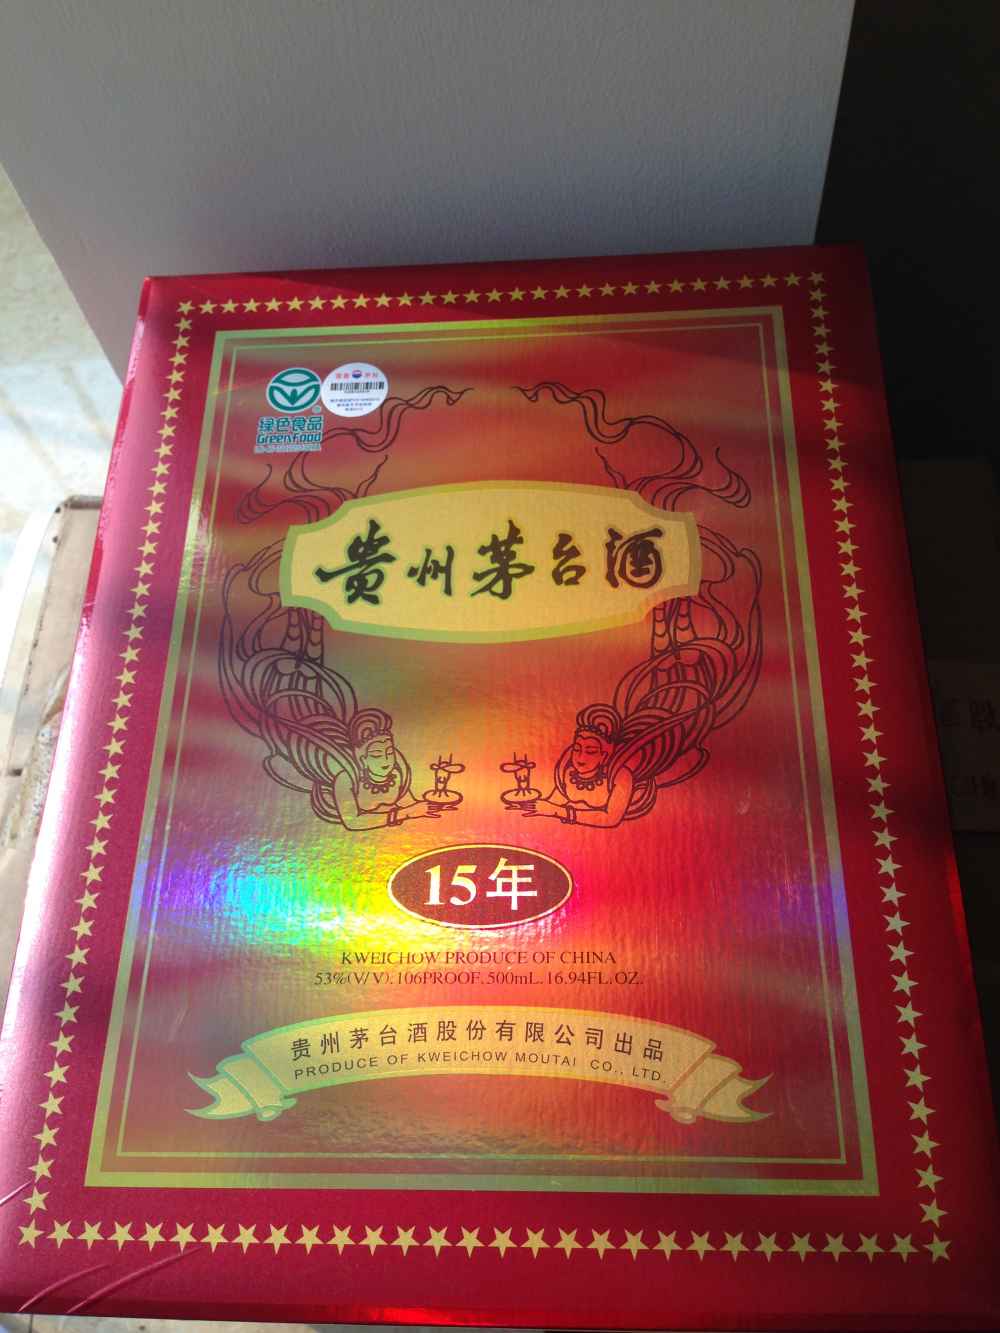 绿色食品
Greenfood
贵州茅台酒
15年
KWEICHOW PRODUCE OF CHINA
53%(V/V).106PROOF.500mL.16.94FL.OZ.
贵州茅台酒股份有限公司出品
PRODUCE OF KWEICHOW MOUTAI CO., LTD.